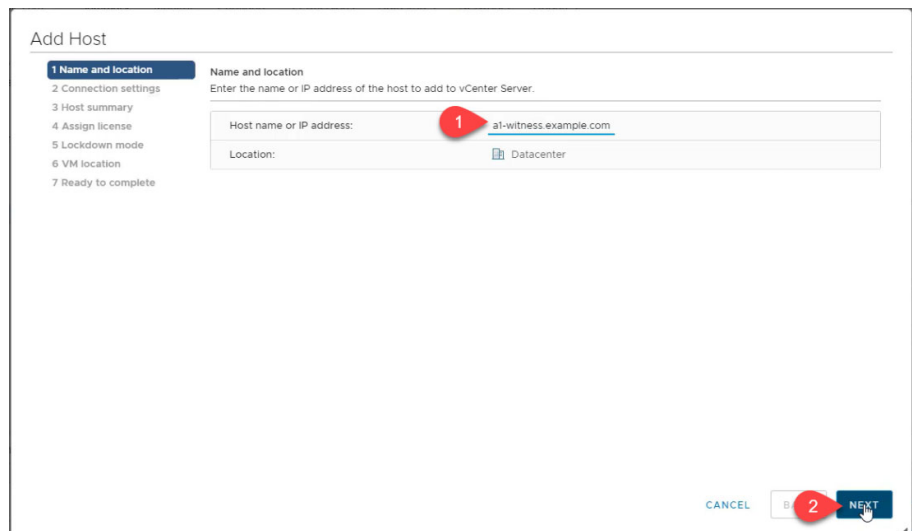 Add Host
1 Name and location
2 Connection settings
3 Host summary
4 Assign license
5 Lockdown mode
6 VM location
7 Ready to complete
Name and location
Enter the name or IP address of the host to add to vCenter Server.
Host name or IP address:
1
a1-witness.example.com
Location:
Datacenter
CANCEL
2
NEXT